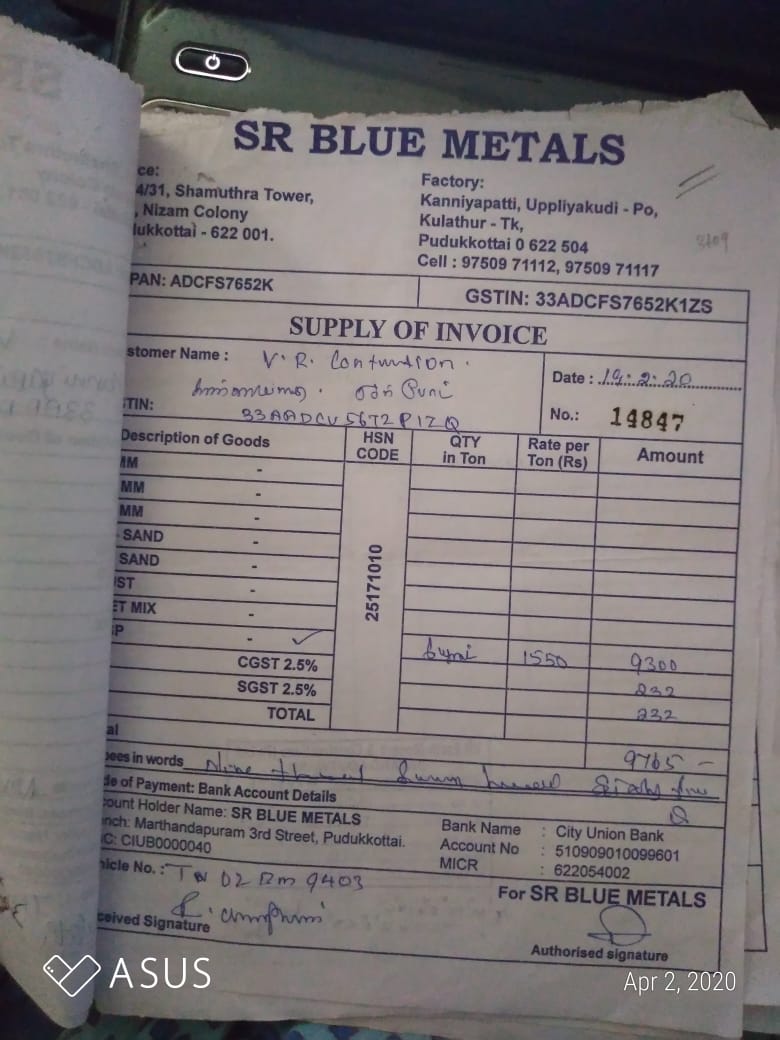 SR BLUE METALS
ce:
4/31, Shamuthra Tower,
, Nizam Colony
lukkottai - 622 001.
Factory:
Kanniyapatti, Uppliyakudi - Po,
Kulathur - Tk,
Pudukkottai 0 622 504
Cell : 97509 71112, 97509 71117
PAN: ADCFS7652K
GSTIN: 33ADCFS7652K1ZS
SUPPLY OF INVOICE
stomer Name : V. R.
Date : 19.2.20
TIN: 33AADCV5672P1ZQ
No.: 14847
Description of Goods HSN CODE QTY in Ton Rate per Ton (Rs) Amount
MM -
MM -
MM -
SAND -
SAND -
ST -
ET MIX -
P - ✓
25171010
1550 9300
CGST 2.5% 232
SGST 2.5% 232
TOTAL
al 9765 -
ees in words Nine
de of Payment: Bank Account Details
ount Holder Name: SR BLUE METALS
nch: Marthandapuram 3rd Street, Pudukkottai.
C: CIUB0000040
Bank Name : City Union Bank
Account No : 510909010099601
MICR : 622054002
hicle No. : TN 02 BM 9403
For SR BLUE METALS
ceived Signature
Authorised signature
ASUS
Apr 2, 2020